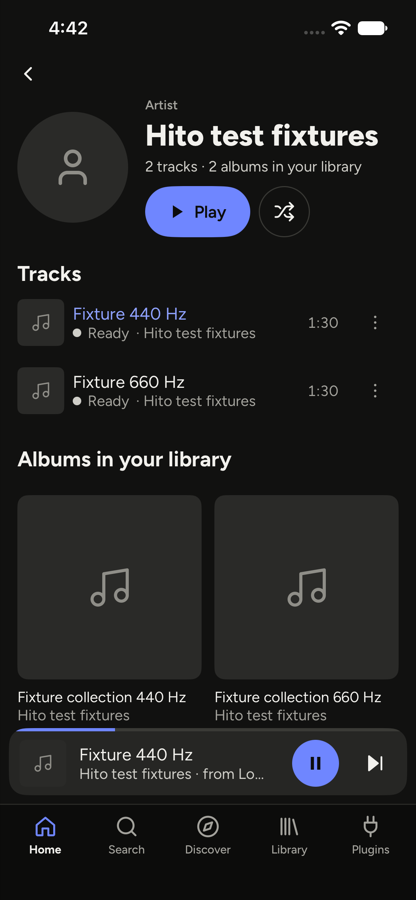 4:42
Artist
Hito test fixtures
2 tracks · 2 albums in your library
Play
Tracks
Fixture 440 Hz
Ready · Hito test fixtures
1:30
Fixture 660 Hz
Ready · Hito test fixtures
1:30
Albums in your library
Fixture collection 440 Hz
Hito test fixtures
Fixture collection 660 Hz
Hito test fixtures
Fixture 440 Hz
Hito test fixtures · from Lo...
Home
Search
Discover
Library
Plugins